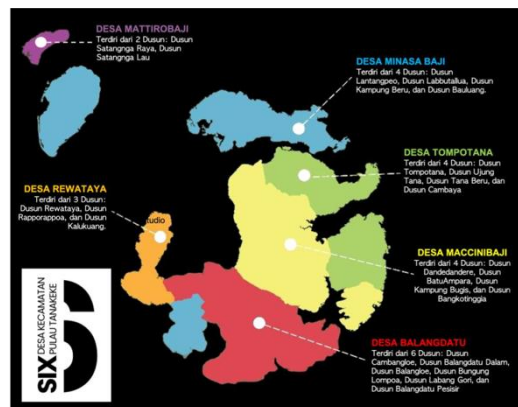 DESA MATTIROBAJI
Terdiri dari 2 Dusun: Dusun
Satangnga Raya, Dusun
Satangnga Lau
DESA MINASA BAJI
Terdiri dari 4 Dusun: Dusun
Lantangpeo, Dusun Labbutallua, Dusun
Kampung Beru, dan Dusun Bauluang.
DESA TOMPOTANA
Terdiri dari 4 Dusun: Dusun
Tompotana, Dusun Ujung
Tana, Dusun Tana Beru, dan
Dusun Cambaya
DESA REWATAYA
Terdiri dari 3 Dusun:
Dusun Rewataya, Dusun
Rapporappoa, dan Dusun
Kalukuang.
tudio
DESA MACCINIBAJI
Terdiri dari 4 Dusun: Dusun
Dandedandere, Dusun
BatuAmpara, Dusun
Kampung Bugis, dan Dusun
Bangkotinggia
DESA BALANGDATU
Terdiri dari 6 Dusun: Dusun
Cambangloe, Dusun Balangdatu Dalam,
Dusun Balangloe, Dusun Bungung
Lompoa, Dusun Labang Gori, dan
Dusun Balangdatu Pesisir
SIX DESA KECAMATAN
PULAU TANAKEKE
6